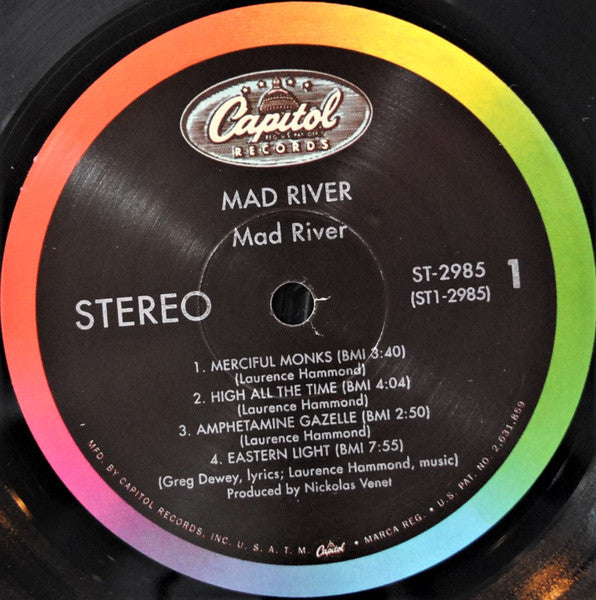 Capitol
REG. U.S. PAT. OFF.
RECORDS
MAD RIVER
Mad River
STEREO
ST-2985
(ST1-2985)
1
1. MERCIFUL MONKS (BMI 3:40)
(Laurence Hammond)
2. HIGH ALL THE TIME (BMI 4:04)
(Laurence Hammond)
3. AMPHETAMINE GAZELLE (BMI 2:50)
(Laurence Hammond)
4. EASTERN LIGHT (BMI 7:55)
(Greg Dewey, lyrics; Laurence Hammond, music)
Produced by Nickolas Venet
MFD. BY CAPITOL RECORDS, INC. U. S. A. T. M. Capitol MARCA REG. • U.S. PAT. NO. 2,631,859